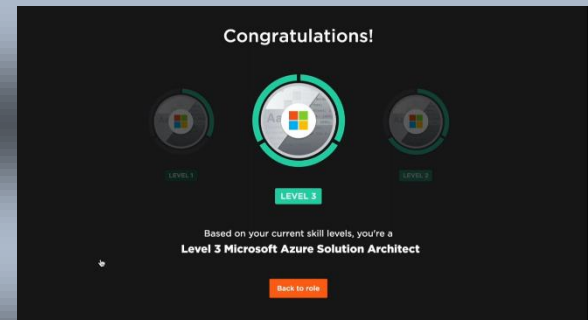 Congratulations!
LEVEL 1
LEVEL 3
LEVEL 2
Based on your current skill levels, you're a
Level 3 Microsoft Azure Solution Architect
Back to role